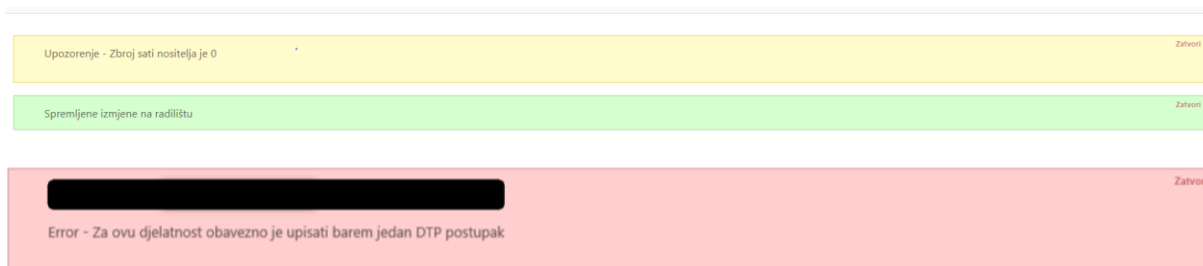 Zatvori
Upozorenje - Zbroj sati nositelja je 0
Zatvori
Spremljene izmjene na radilištu
Zatvor
Error - Za ovu djelatnost obavezno je upisati barem jedan DTP postupak